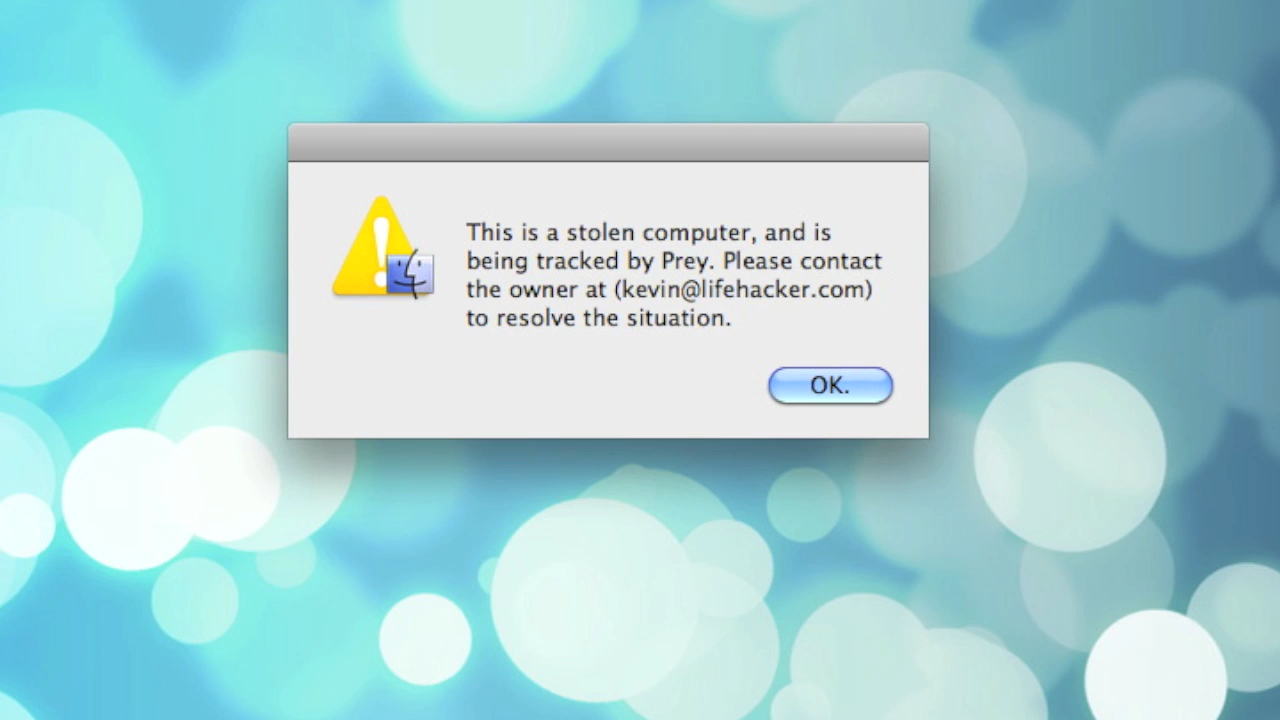 This is a stolen computer, and is
being tracked by Prey. Please contact
the owner at (kevin@lifehacker.com)
to resolve the situation.
OK.